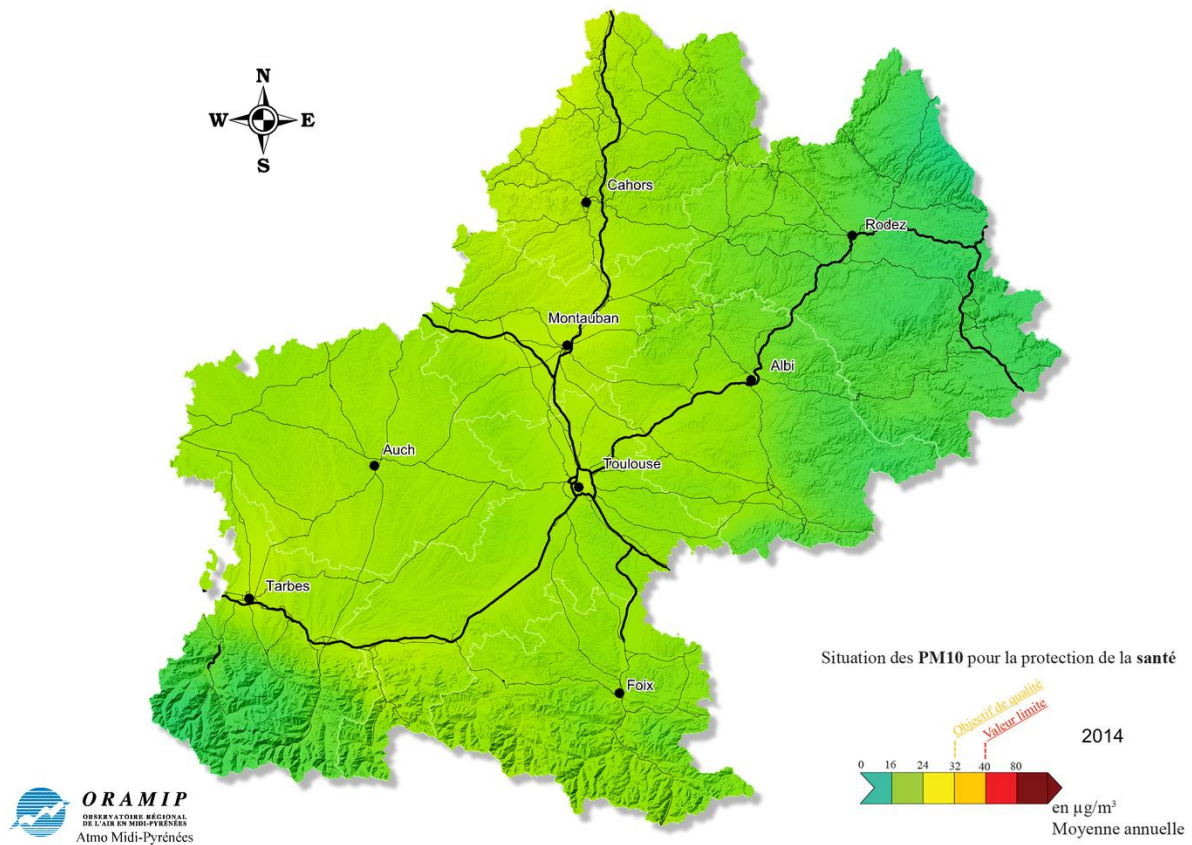 N
W E
S
Cahors
Rodez
Montauban
Albi
Auch
Toulouse
Tarbes
Foix
Situation des PM10 pour la protection de la santé
Objectif de qualité
Valeur limite
2014
0 16 24 32 40 80
en µg/m³
Moyenne annuelle
ORAMIP
OBSERVATOIRE RÉGIONAL
DE L'AIR EN MIDI-PYRÉNÉES
Atmo Midi-Pyrénées